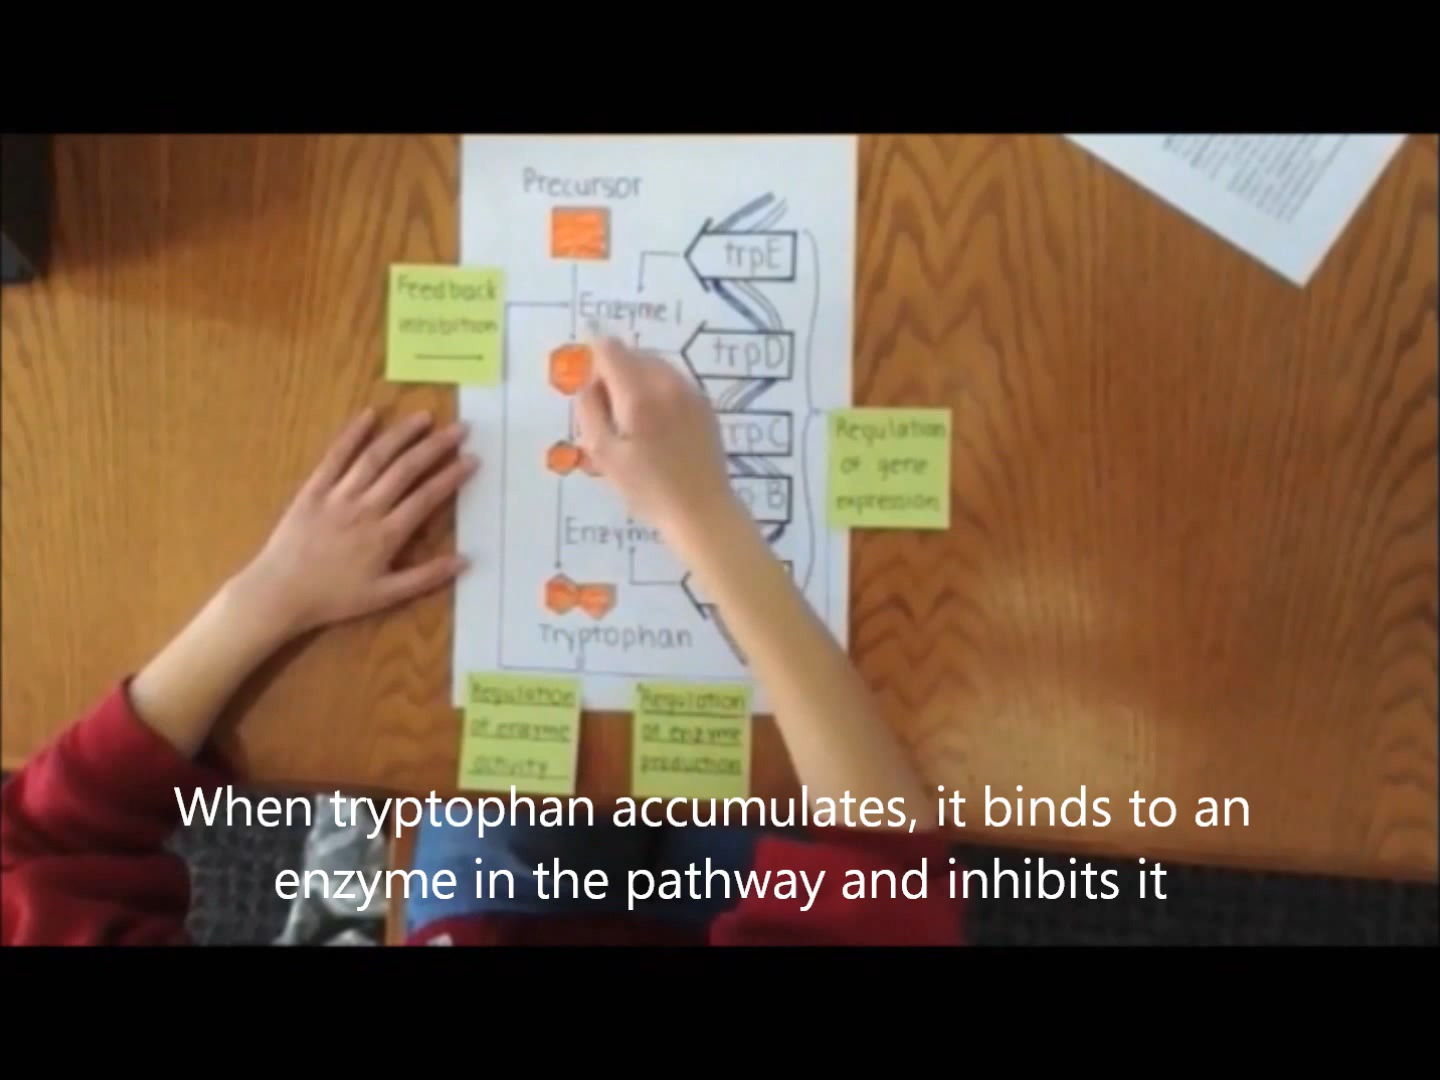 Precursor
trpE
Feedback
inhibition
Enzyme 1
trpD
trpC
Regulation
of gene
expression
B
Enzyme
Tryptophan
Regulation
of enzyme
activity
Regulation
of enzyme
production
When tryptophan accumulates, it binds to an
enzyme in the pathway and inhibits it